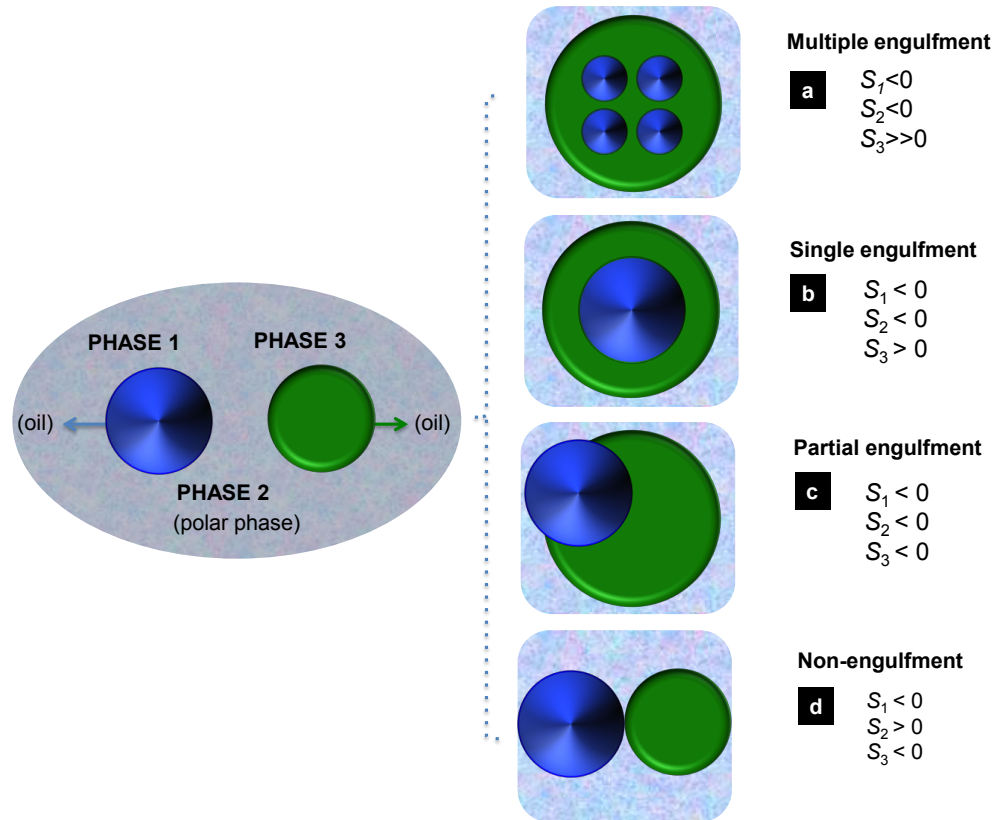 PHASE 1
PHASE 3
(oil)
(oil)
PHASE 2
(polar phase)
Multiple engulfment
a
S₁<0
S₂<0
S₃>>0
Single engulfment
b
S₁ < 0
S₂ < 0
S₃ > 0
Partial engulfment
c
S₁ < 0
S₂ < 0
S₃ < 0
Non-engulfment
d
S₁ < 0
S₂ > 0
S₃ < 0